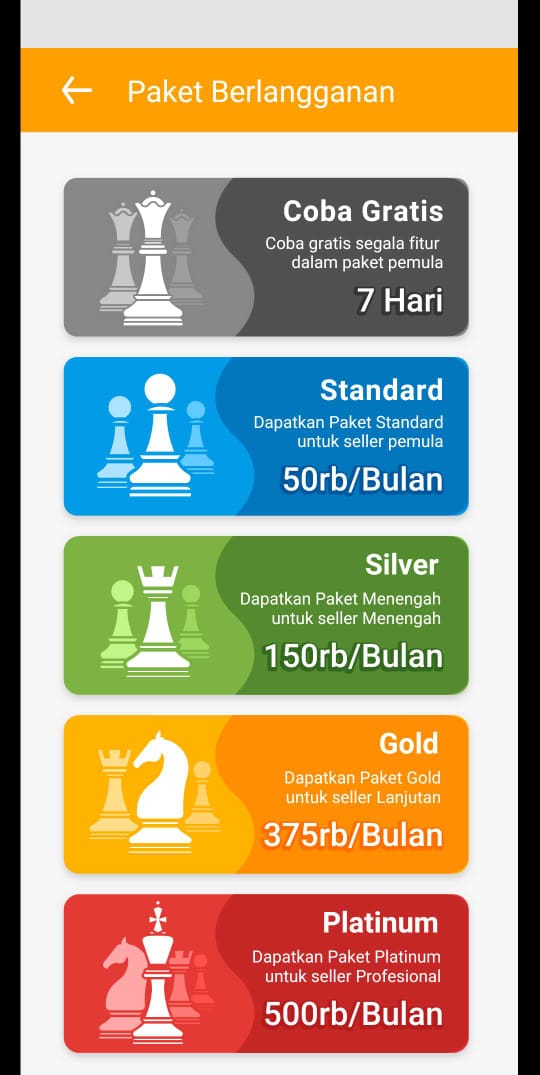 Paket Berlangganan
Coba Gratis
Coba gratis segala fitur
dalam paket pemula
7 Hari
Standard
Dapatkan Paket Standard
untuk seller pemula
50rb/Bulan
Silver
Dapatkan Paket Menengah
untuk seller Menengah
150rb/Bulan
Gold
Dapatkan Paket Gold
untuk seller Lanjutan
375rb/Bulan
Platinum
Dapatkan Paket Platinum
untuk seller Profesional
500rb/Bulan